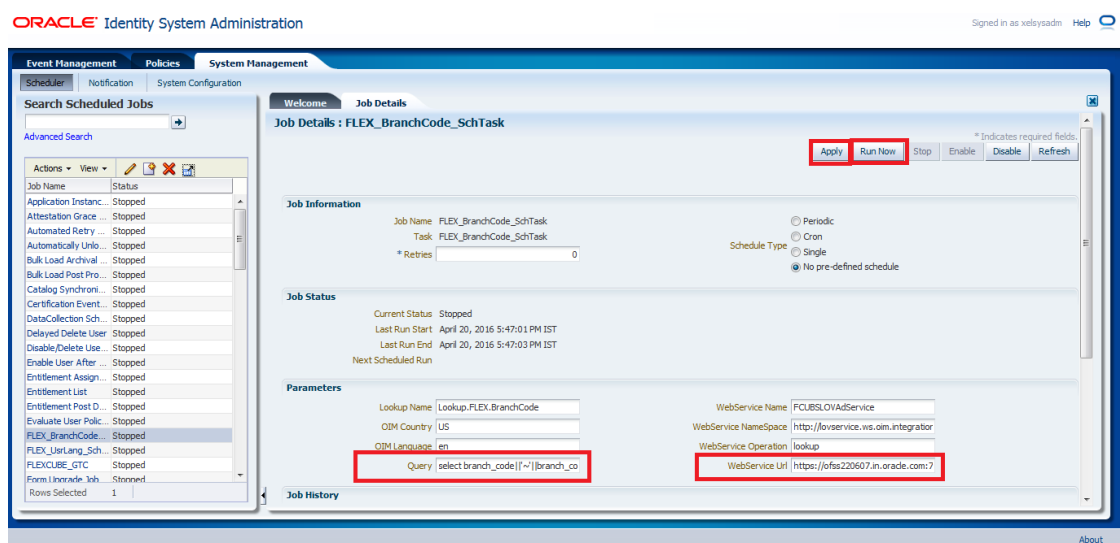 ORACLE Identity System Administration
Signed in as xelsysadm Help
Event Management Policies System Management
Scheduler Notification System Configuration
Search Scheduled Jobs
Advanced Search
Actions View
Job Name Status
Application Instanc... Stopped
Attestation Grace ... Stopped
Automated Retry ... Stopped
Automatically Unlo... Stopped
Bulk Load Archival ... Stopped
Bulk Load Post Pro... Stopped
Catalog Synchroni... Stopped
Certification Event... Stopped
DataCollection Sch... Stopped
Delayed Delete User Stopped
Disable/Delete Use... Stopped
Enable User After ... Stopped
Entitlement Assign... Stopped
Entitlement List Stopped
Entitlement Post D... Stopped
Evaluate User Polic... Stopped
FLEX_BranchCode... Stopped
FLEX_UsrLang_Sch... Stopped
FLEXCUBE_GTC Stopped
Form Upgrade Job Stopped
Rows Selected 1
Welcome Job Details
Job Details : FLEX_BranchCode_SchTask
* Indicates required fields.
Apply Run Now Stop Enable Disable Refresh
Job Information
Job Name FLEX_BranchCode_SchTask
Task FLEX_BranchCode_SchTask
* Retries 0
Schedule Type
Periodic
Cron
Single
No pre-defined schedule
Job Status
Current Status Stopped
Last Run Start April 20, 2016 5:47:01 PM IST
Last Run End April 20, 2016 5:47:03 PM IST
Next Scheduled Run
Parameters
Lookup Name Lookup.FLEX.BranchCode
OIM Country US
OIM Language en
Query select branch_code||'~'||branch_co
WebService Name FCUBSLOVAdService
WebService NameSpace http://lovservice.ws.oim.integration
WebService Operation lookup
WebService Url https://ofss220607.in.oracle.com:7
Job History
About